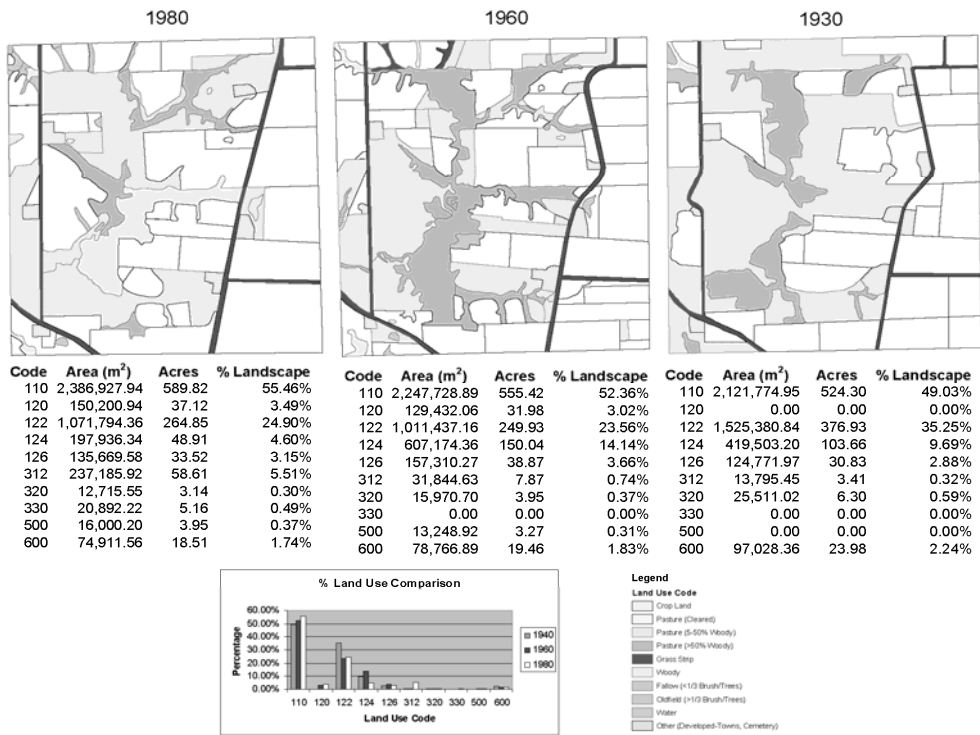 1980
1960
1930
Code Area (m²) Acres % Landscape
110 2,386,927.94 589.82 55.46%
120 150,200.94 37.12 3.49%
122 1,071,794.36 264.85 24.90%
124 197,936.34 48.91 4.60%
126 135,669.58 33.52 3.15%
312 237,185.92 58.61 5.51%
320 12,715.55 3.14 0.30%
330 20,892.22 5.16 0.49%
500 16,000.20 3.95 0.37%
600 74,911.56 18.51 1.74%
Code Area (m²) Acres % Landscape
110 2,247,728.89 555.42 52.36%
120 129,432.06 31.98 3.02%
122 1,011,437.16 249.93 23.56%
124 607,174.36 150.04 14.14%
126 157,310.27 38.87 3.66%
312 31,844.63 7.87 0.74%
320 15,970.70 3.95 0.37%
330 0.00 0.00 0.00%
500 13,248.92 3.27 0.31%
600 78,766.89 19.46 1.83%
Code Area (m²) Acres % Landscape
110 2,121,774.95 524.30 49.03%
120 0.00 0.00 0.00%
122 1,525,380.84 376.93 35.25%
124 419,503.20 103.66 9.69%
126 124,771.97 30.83 2.88%
312 13,795.45 3.41 0.32%
320 25,511.02 6.30 0.59%
330 0.00 0.00 0.00%
500 0.00 0.00 0.00%
600 97,028.36 23.98 2.24%
% Land Use Comparison
Percentage
60.00%
50.00%
40.00%
30.00%
20.00%
10.00%
0.00%
110 120 122 124 126 312 320 330 500 600
Land Use Code
1940
1960
1980
Legend
Land Use Code
Crop Land
Pasture (Cleared)
Pasture (5-50% Woody)
Pasture (>50% Woody)
Grass Strip
Woody
Fallow (<1/3 Brush/Trees)
Oldfield (>1/3 Brush/Trees)
Water
Other (Developed-Towns, Cemetery)